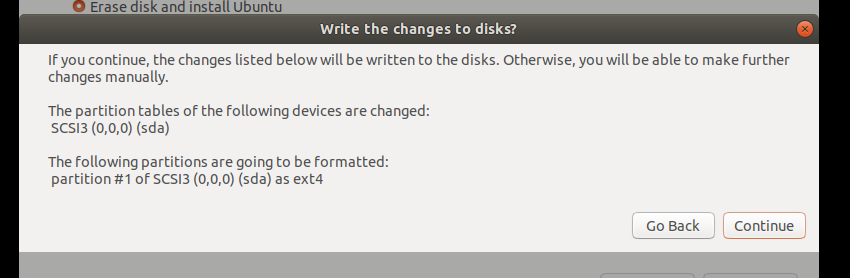 Erase disk and install Ubuntu
Write the changes to disks?
If you continue, the changes listed below will be written to the disks. Otherwise, you will be able to make further
changes manually.
The partition tables of the following devices are changed:
SCSI3 (0,0,0) (sda)
The following partitions are going to be formatted:
partition #1 of SCSI3 (0,0,0) (sda) as ext4
Go Back
Continue